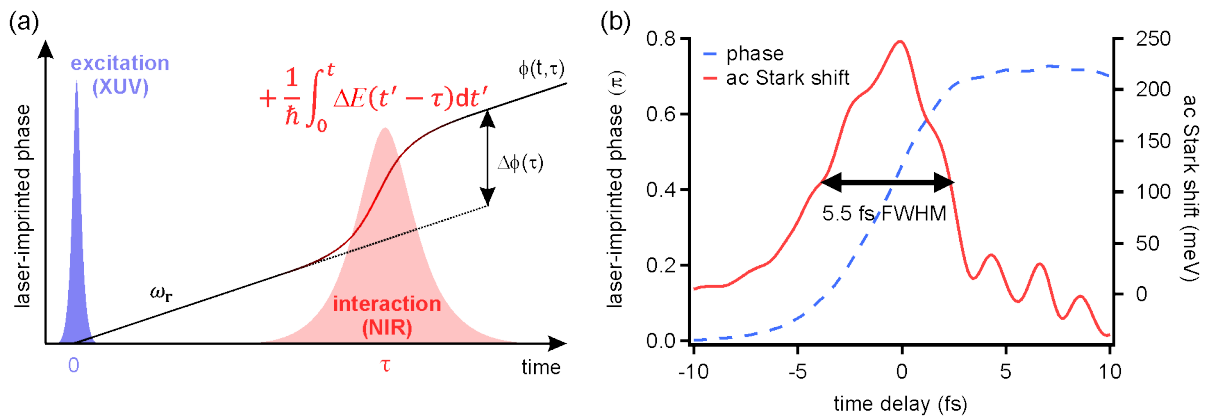 (a)
laser-imprinted phase
excitation
(XUV)
+ 1/ħ ∫₀ᵗ ΔE(t′ − τ)dt′
ϕ(t,τ)
Δϕ(τ)
ωr
interaction
(NIR)
0
τ
time
(b)
laser-imprinted phase (π)
0.8
0.6
0.4
0.2
0.0
phase
ac Stark shift
5.5 fs FWHM
250
200
150
100
50
0
ac Stark shift (meV)
-10
-5
0
5
10
time delay (fs)